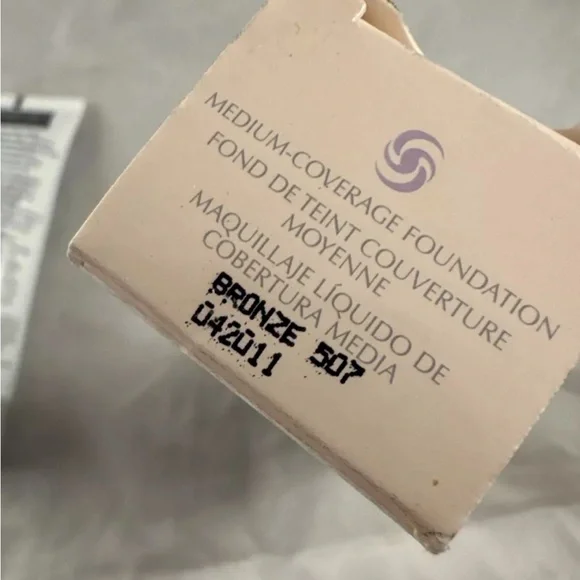 MEDIUM-COVERAGE FOUNDATION
FOND DE TEINT COUVERTURE
MOYENNE
MAQUILLAJE LÍQUIDO DE
COBERTURA MEDIA
BRONZE 507
042011